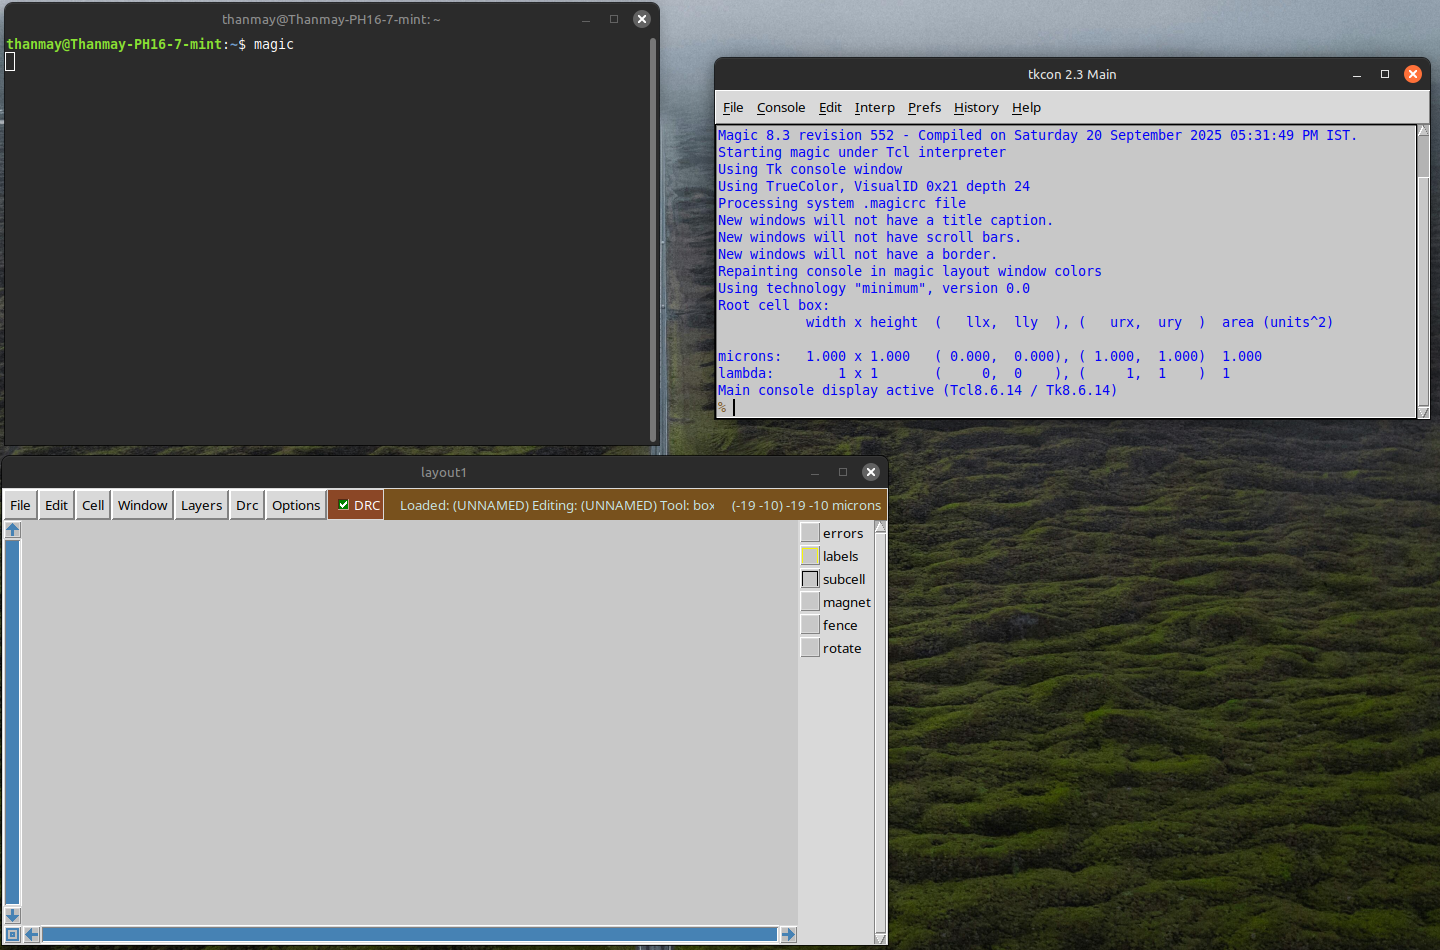 thanmay@Thanmay-PH16-7-mint: ~
thanmay@Thanmay-PH16-7-mint:~$ magic
tkcon 2.3 Main
File Console Edit Interp Prefs History Help
Magic 8.3 revision 552 - Compiled on Saturday 20 September 2025 05:31:49 PM IST.
Starting magic under Tcl interpreter
Using Tk console window
Using TrueColor, VisualID 0x21 depth 24
Processing system .magicrc file
New windows will not have a title caption.
New windows will not have scroll bars.
New windows will not have a border.
Repainting console in magic layout window colors
Using technology "minimum", version 0.0
Root cell box:
width x height ( llx, lly ), ( urx, ury ) area (units^2)
microns: 1.000 x 1.000 ( 0.000, 0.000), ( 1.000, 1.000) 1.000
lambda: 1 x 1 ( 0, 0 ), ( 1, 1 ) 1
Main console display active (Tcl8.6.14 / Tk8.6.14)
%
layout1
File Edit Cell Window Layers Drc Options DRC Loaded: (UNNAMED) Editing: (UNNAMED) Tool: box (-19 -10) -19 -10 microns
errors
labels
subcell
magnet
fence
rotate